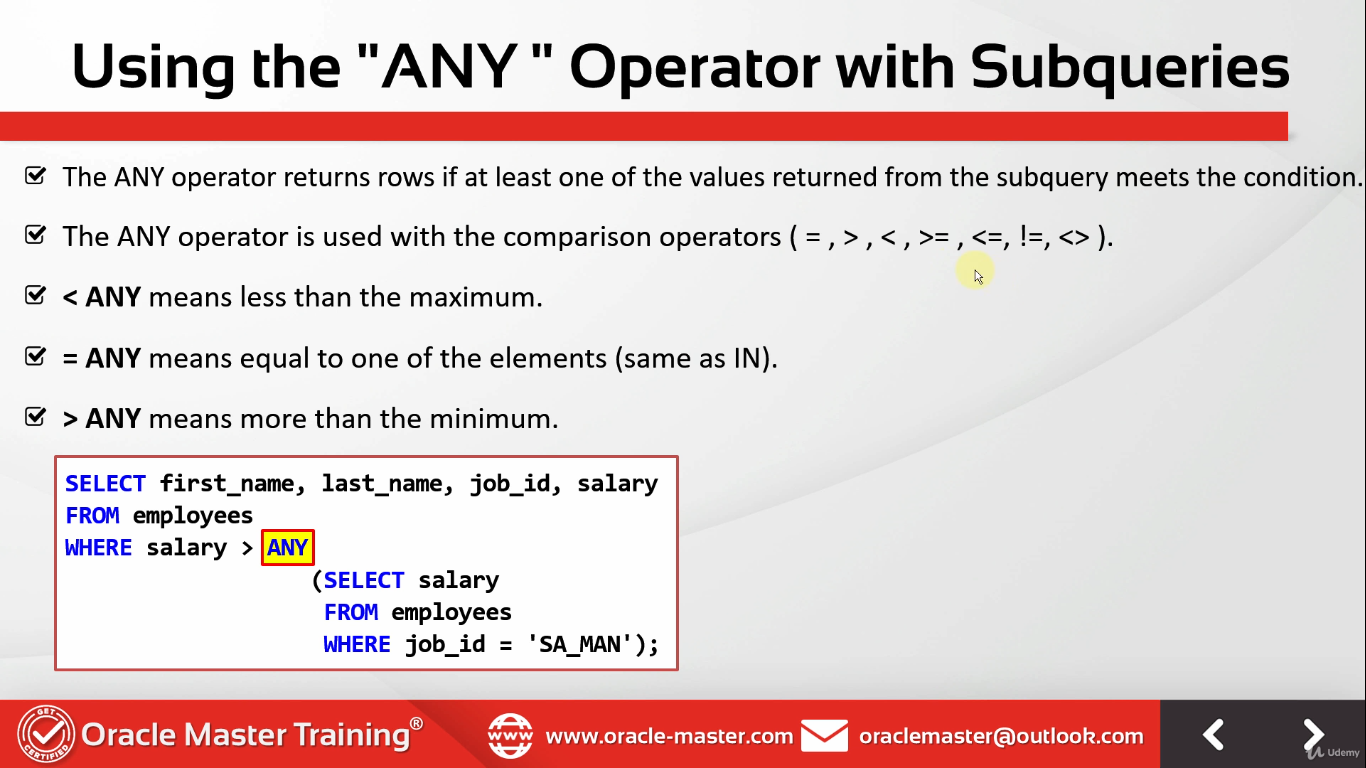 Using the "ANY " Operator with Subqueries
The ANY operator returns rows if at least one of the values returned from the subquery meets the condition.
The ANY operator is used with the comparison operators ( = , > , < , >= , <=, !=, <> ).
< ANY means less than the maximum.
= ANY means equal to one of the elements (same as IN).
> ANY means more than the minimum.
SELECT first_name, last_name, job_id, salary
FROM employees
WHERE salary > ANY
(SELECT salary
FROM employees
WHERE job_id = 'SA_MAN');
GET
CERTIFIED
Oracle Master Training®
www
www.oracle-master.com
oraclemaster@outlook.com
Udemy